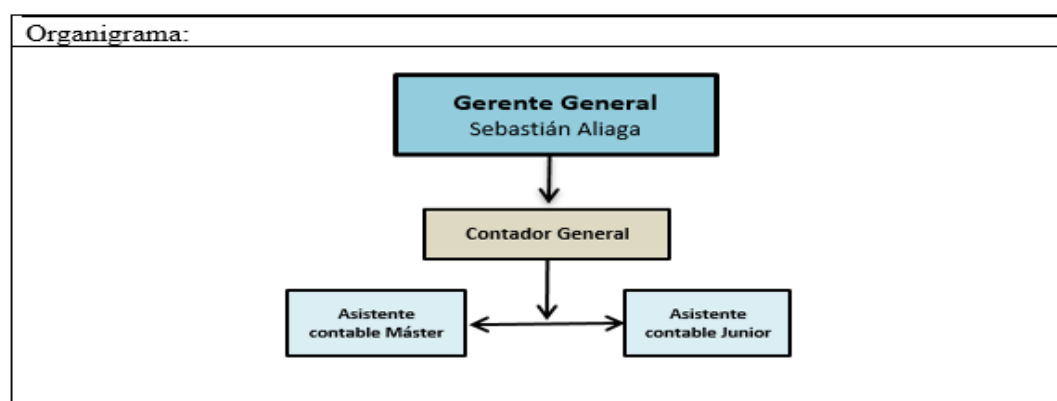 Organigrama:
Gerente General
Sebastián Aliaga
Contador General
Asistente
contable Máster
Asistente
contable Junior